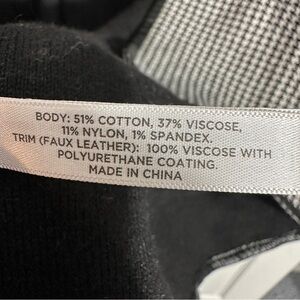 BODY: 51% COTTON, 37% VISCOSE,
11% NYLON, 1% SPANDEX.
TRIM (FAUX LEATHER): 100% VISCOSE WITH
POLYURETHANE COATING.
MADE IN CHINA